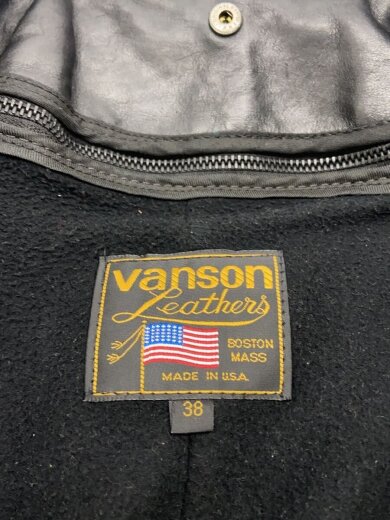 vanson
Leathers
BOSTON
MASS
MADE IN U.S.A.
38